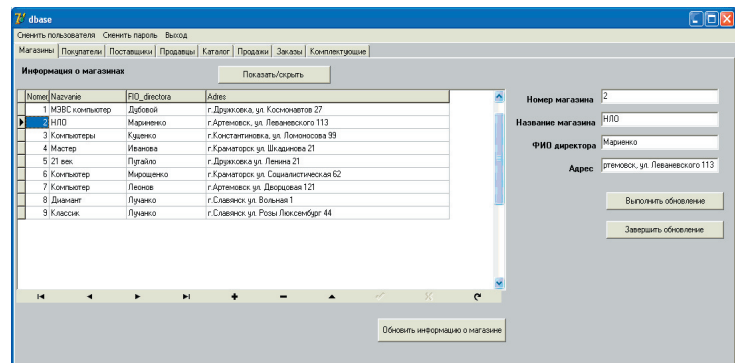 dbase
Сменить пользователя Сменить пароль Выход
Магазины Покупатели Поставщики Продавцы Каталог Продажи Заказы Комплектующие
Информация о магазинах
Показать/скрыть
Nomer Nazvanie FIO_directora Adres
1 МЭВС компьютер Дубовой г.Дружковка, ул. Космонавтов 27
2 НЛО Мариненко г.Артемовск, ул. Леваневского 113
3 Компьютеры Куценко г.Константиновка, ул. Ломоносова 99
4 Мастер Иванова г.Краматорск ул. Шкадинова 21
5 21 век Пугайло г.Дружковка ул. Ленина 21
6 Компьютер Мирощенко г.Краматорск ул. Социалистическая 62
7 Компьютер Леонов г.Артемовск ул. Дворцовая 121
8 Диамант Лучанко г.Славянск ул. Вольная 1
9 Классик Лучанко г.Славянск ул. Розы Люксембург 44
Номер магазина 2
Название магазина НЛО
ФИО директора Мариенко
Адрес ртемовск, ул. Леваневского 113
Выполнить обновление
Завершить обновление
Обновить информацию о магазине